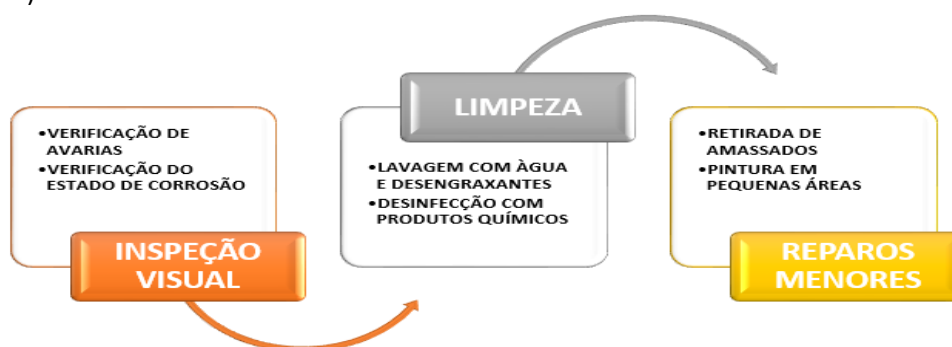 •VERIFICAÇÃO DE
AVARIAS
•VERIFICAÇÃO DO
ESTADO DE CORROSÃO
INSPEÇÃO
VISUAL
LIMPEZA
•LAVAGEM COM ÀGUA
E DESENGRAXANTES
•DESINFECÇÃO COM
PRODUTOS QUÍMICOS
•RETIRADA DE
AMASSADOS
•PINTURA EM
PEQUENAS ÁREAS
REPAROS
MENORES